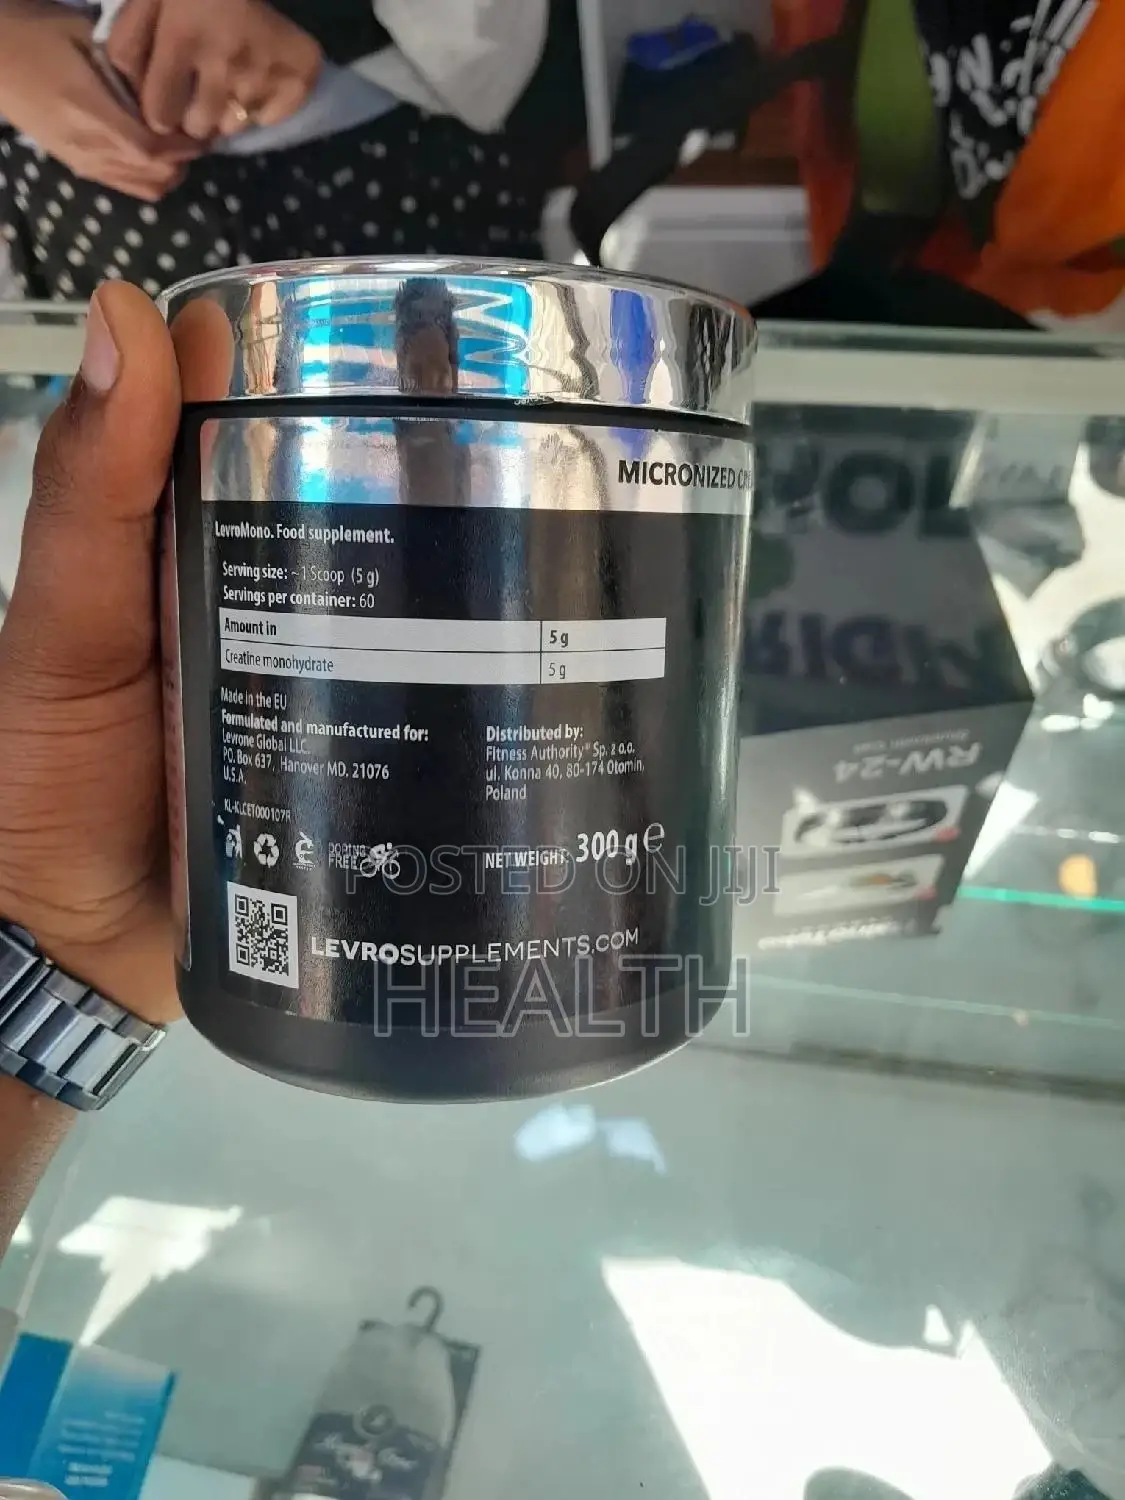 MICRONIZED
LevroMono. Food supplement.
Serving size: ~ 1 Scoop (5 g)
Servings per container: 60
Amount in 5 g
Creatine monohydrate 5 g
Made in the EU
Formulated and manufactured for:
Levrone Global LLC.
PO. Box 637, Hanover MD. 21076
U.S.A.
Distributed by:
Fitness Authority® Sp. z o.o.
ul. Konna 40, 80-174 Otomin,
Poland
KL-KLCET000107R
DOPING
FREE
NET WEIGHT: 300 g e
LEVROSUPPLEMENTS.COM
POSTED ON JIJI
HEALTH
RW-24